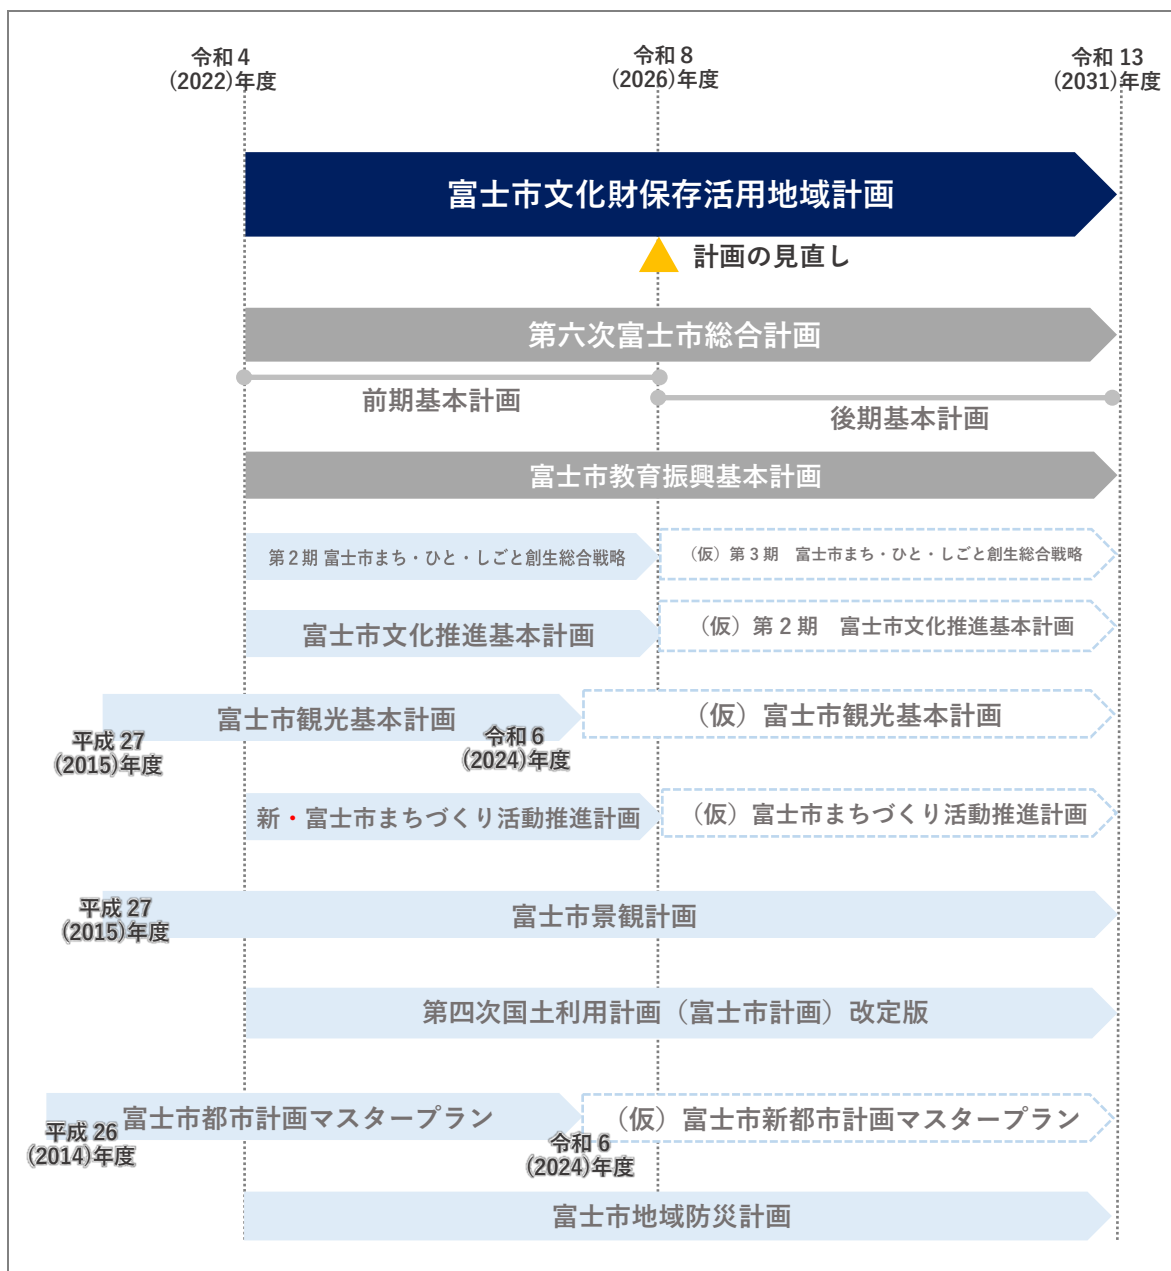 令和４
(2022)年度
令和８
(2026)年度
令和 13
(2031)年度
富士市文化財保存活用地域計画
計画の見直し
第六次富士市総合計画
前期基本計画
後期基本計画
富士市教育振興基本計画
第２期 富士市まち・ひと・しごと創生総合戦略
（仮）第３期　富士市まち・ひと・しごと創生総合戦略
富士市文化推進基本計画
（仮）第２期　富士市文化推進基本計画
富士市観光基本計画
（仮）富士市観光基本計画
平成 27
(2015)年度
令和６
(2024)年度
新・富士市まちづくり活動推進計画
（仮）富士市まちづくり活動推進計画
平成 27
(2015)年度
富士市景観計画
第四次国土利用計画（富士市計画）改定版
富士市都市計画マスタープラン
（仮）富士市新都市計画マスタープラン
平成 26
(2014)年度
令和６
(2024)年度
富士市地域防災計画